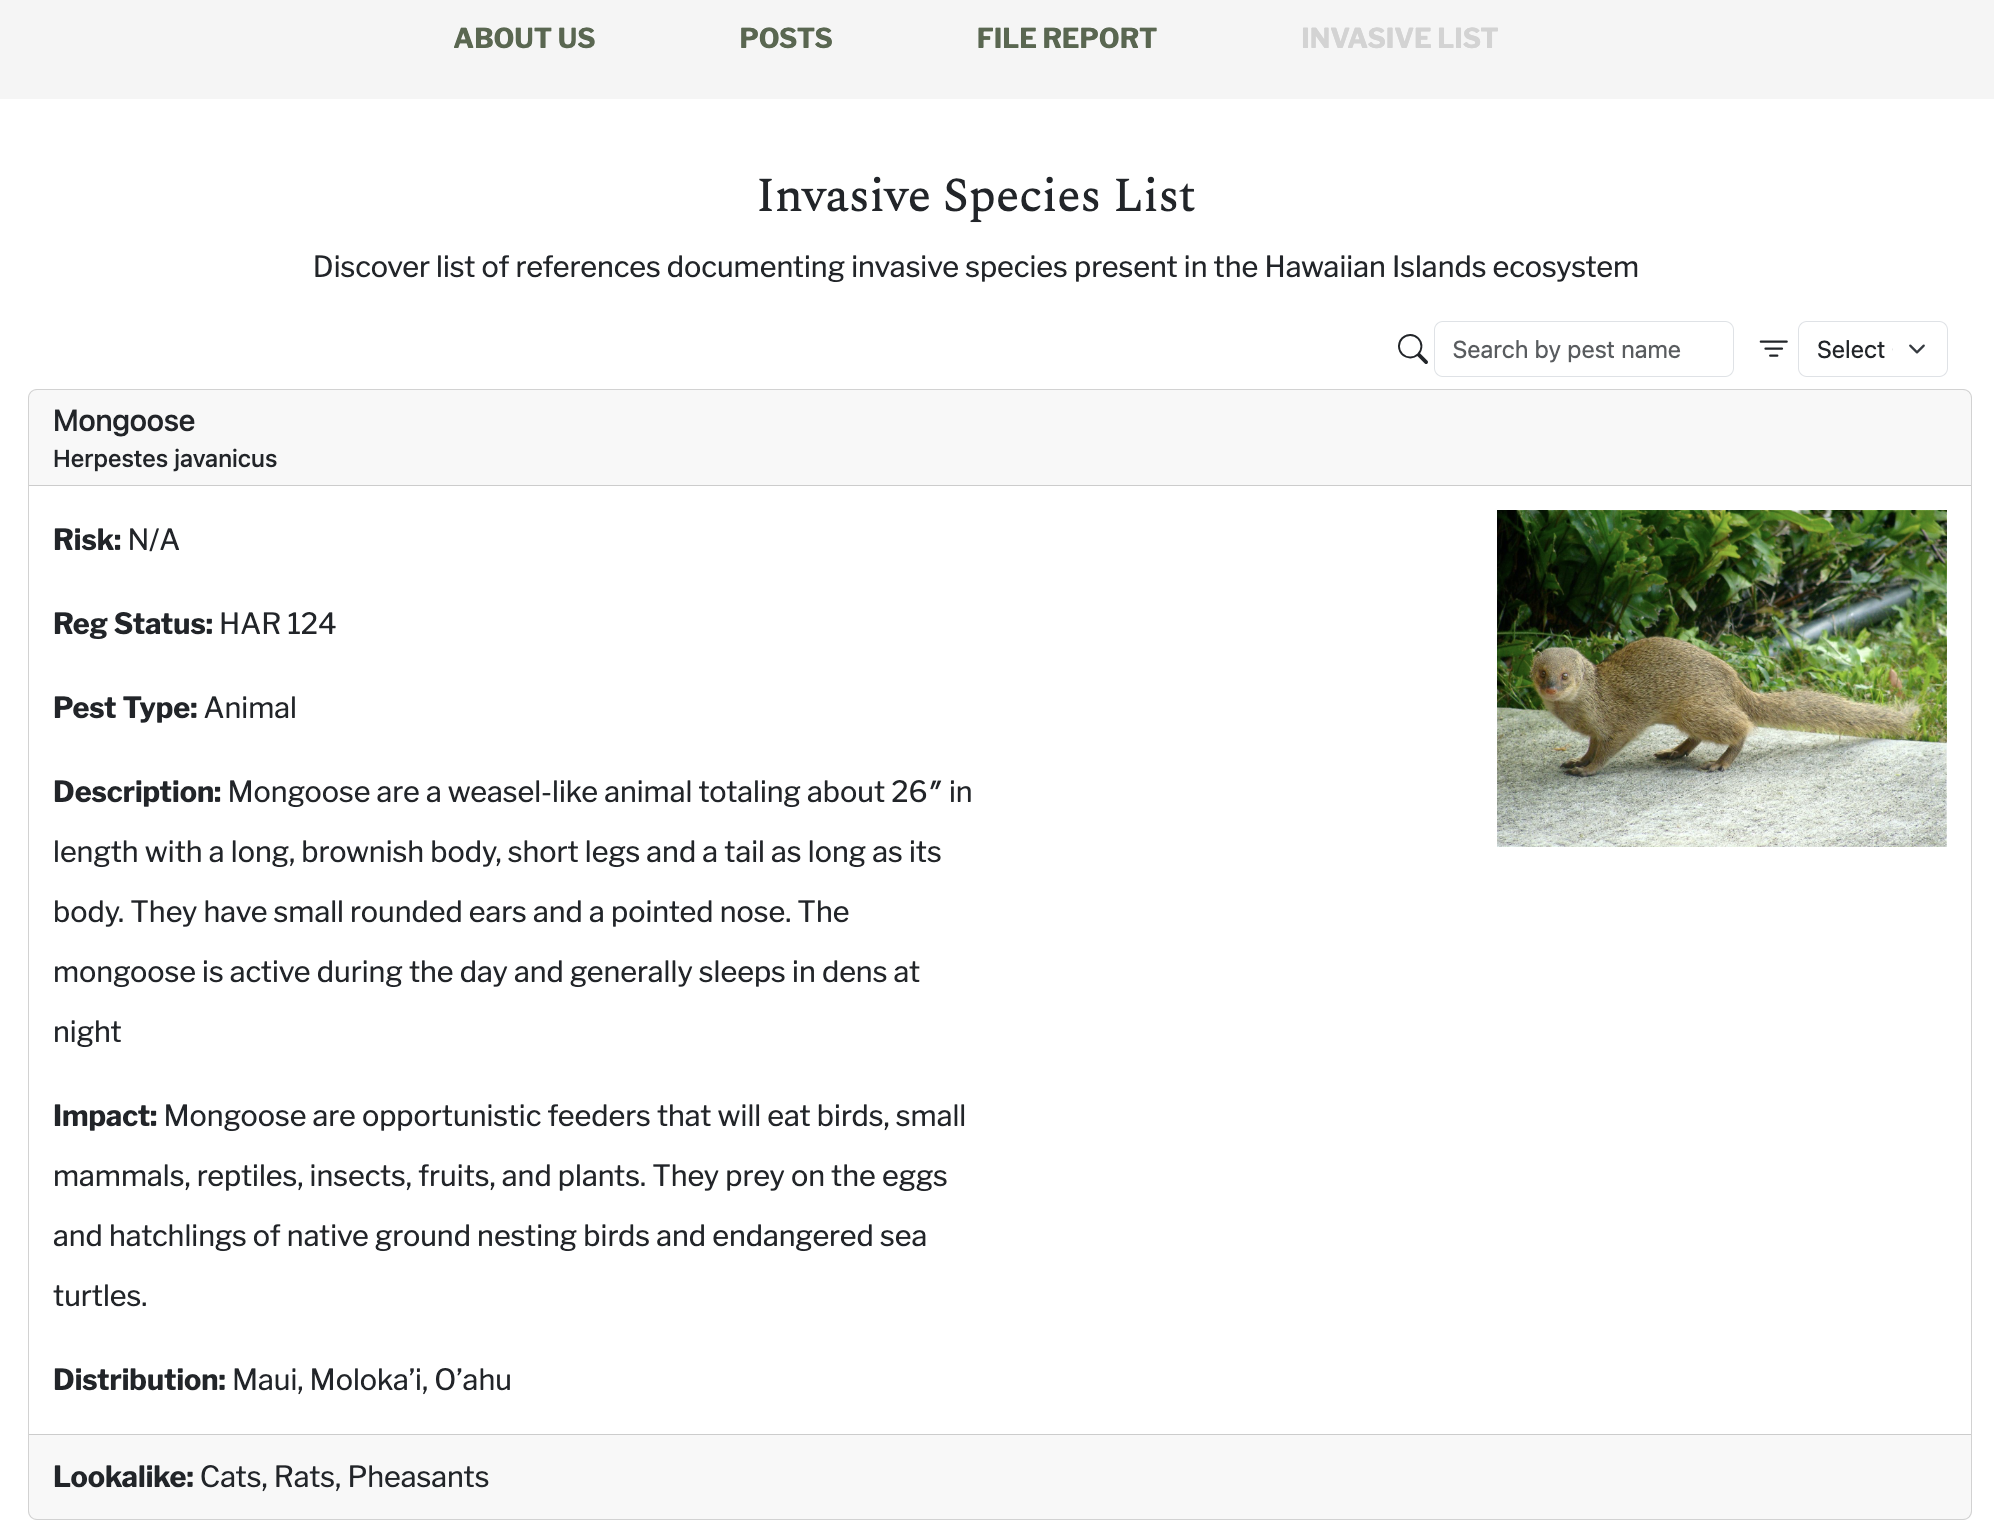 ABOUT US POSTS FILE REPORT INVASIVE LIST
Invasive Species List
Discover list of references documenting invasive species present in the Hawaiian Islands ecosystem
Search by pest name Select
Mongoose
Herpestes javanicus
Risk: N/A
Reg Status: HAR 124
Pest Type: Animal
Description: Mongoose are a weasel-like animal totaling about 26″ in
length with a long, brownish body, short legs and a tail as long as its
body. They have small rounded ears and a pointed nose. The
mongoose is active during the day and generally sleeps in dens at
night
Impact: Mongoose are opportunistic feeders that will eat birds, small
mammals, reptiles, insects, fruits, and plants. They prey on the eggs
and hatchlings of native ground nesting birds and endangered sea
turtles.
Distribution: Maui, Moloka’i, O’ahu
Lookalike: Cats, Rats, Pheasants